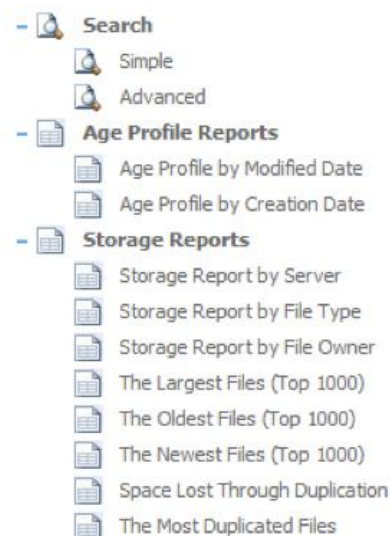 Search
Simple
Advanced
Age Profile Reports
Age Profile by Modified Date
Age Profile by Creation Date
Storage Reports
Storage Report by Server
Storage Report by File Type
Storage Report by File Owner
The Largest Files (Top 1000)
The Oldest Files (Top 1000)
The Newest Files (Top 1000)
Space Lost Through Duplication
The Most Duplicated Files